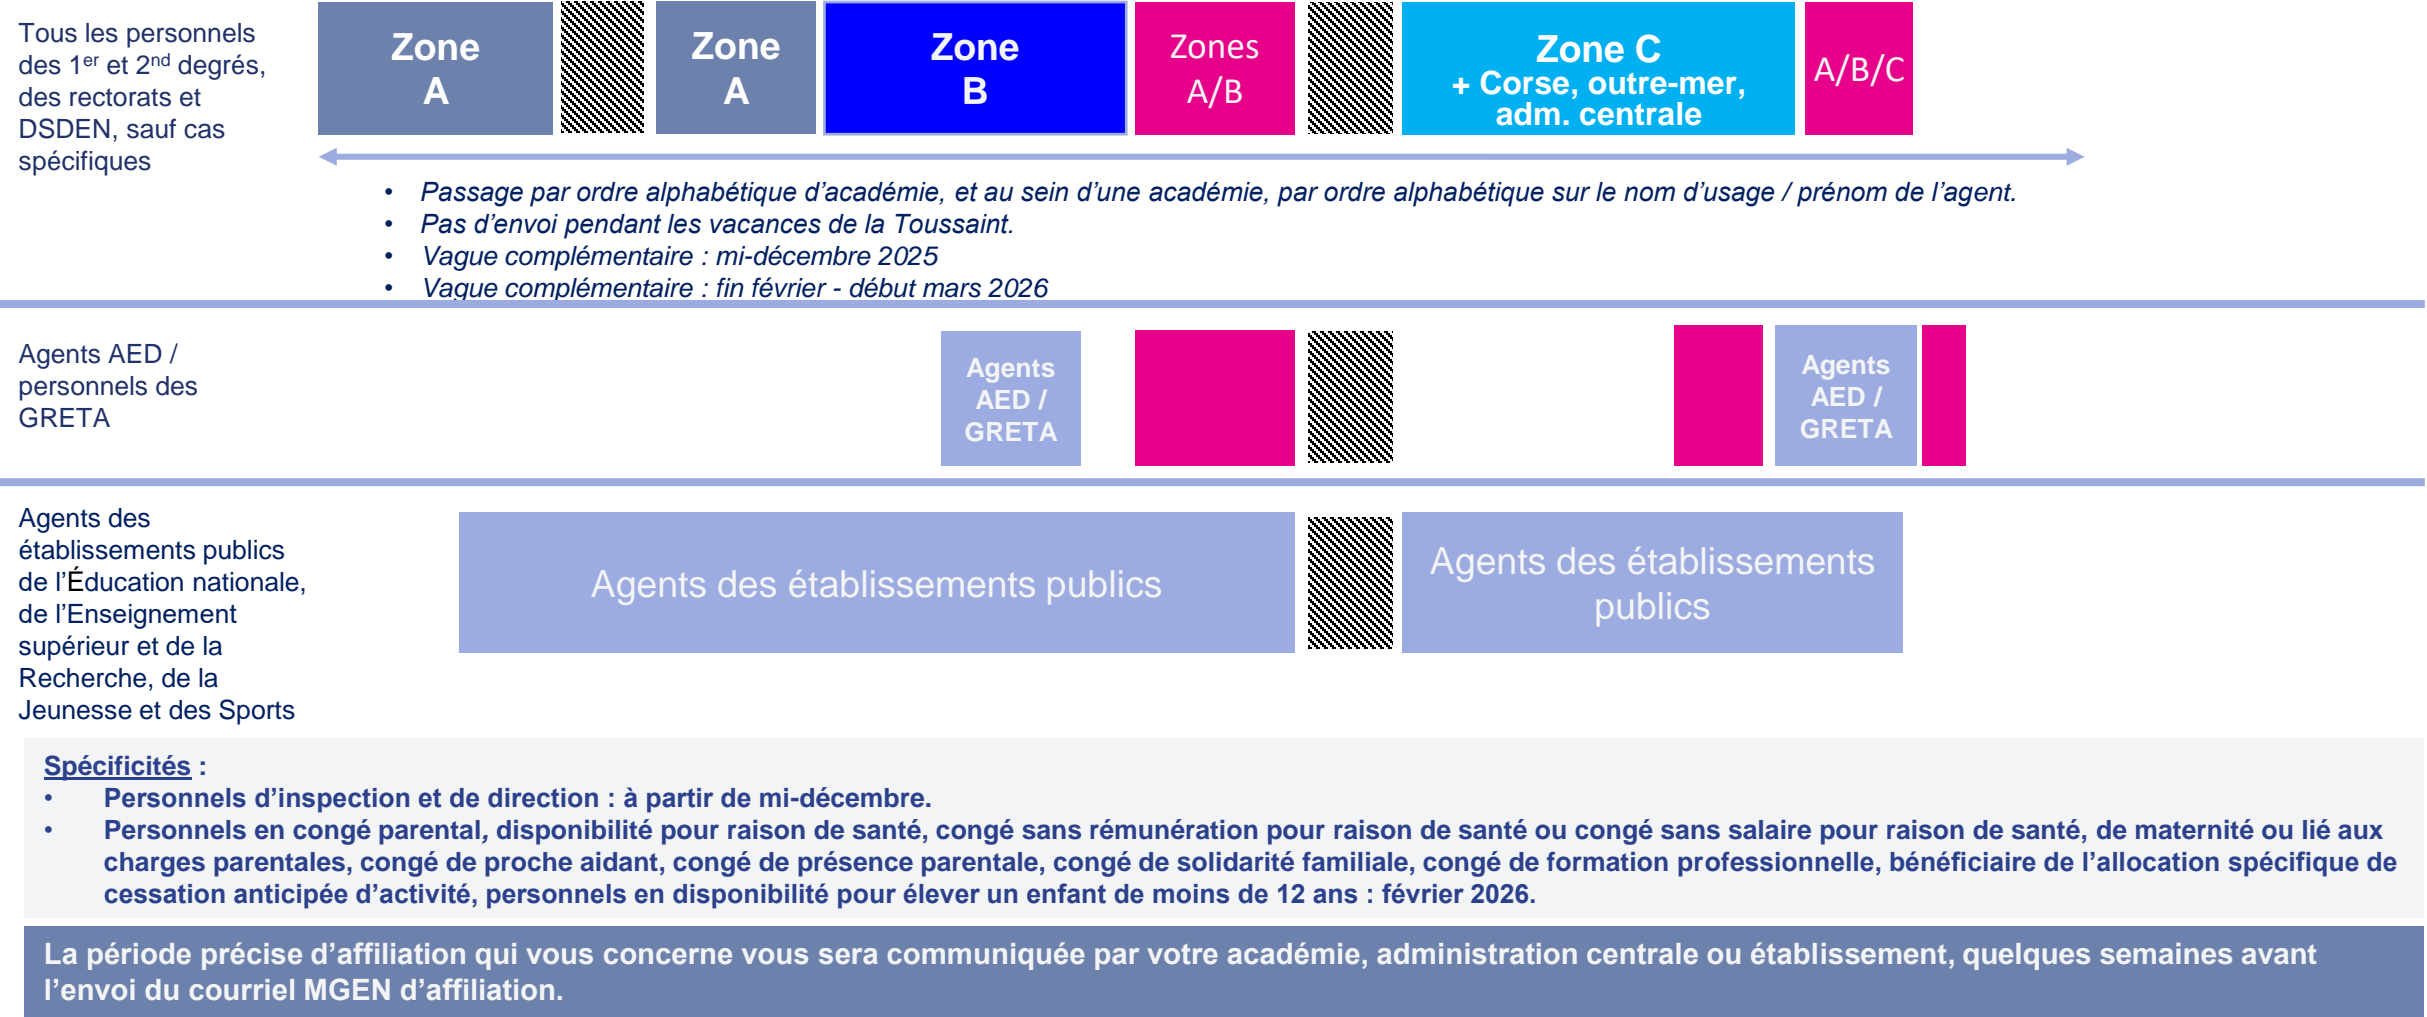 Tous les personnels
des 1er et 2nd degrés,
des rectorats et
DSDEN, sauf cas
spécifiques
Zone
A
Zone
A
Zone
B
Zones
A/B
Zone C
+ Corse, outre-mer,
adm. centrale
A/B/C
• Passage par ordre alphabétique d’académie, et au sein d’une académie, par ordre alphabétique sur le nom d’usage / prénom de l’agent.
• Pas d’envoi pendant les vacances de la Toussaint.
• Vague complémentaire : mi-décembre 2025
• Vague complémentaire : fin février - début mars 2026
Agents AED /
personnels des
GRETA
Agents
AED /
GRETA
Agents
AED /
GRETA
Agents des
établissements publics
de l’Éducation nationale,
de l’Enseignement
supérieur et de la
Recherche, de la
Jeunesse et des Sports
Agents des établissements publics
Agents des établissements
publics
Spécificités :
• Personnels d’inspection et de direction : à partir de mi-décembre.
• Personnels en congé parental, disponibilité pour raison de santé, congé sans rémunération pour raison de santé ou congé sans salaire pour raison de santé, de maternité ou lié aux
charges parentales, congé de proche aidant, congé de présence parentale, congé de solidarité familiale, congé de formation professionnelle, bénéficiaire de l’allocation spécifique de
cessation anticipée d’activité, personnels en disponibilité pour élever un enfant de moins de 12 ans : février 2026.
La période précise d’affiliation qui vous concerne vous sera communiquée par votre académie, administration centrale ou établissement, quelques semaines avant
l’envoi du courriel MGEN d’affiliation.